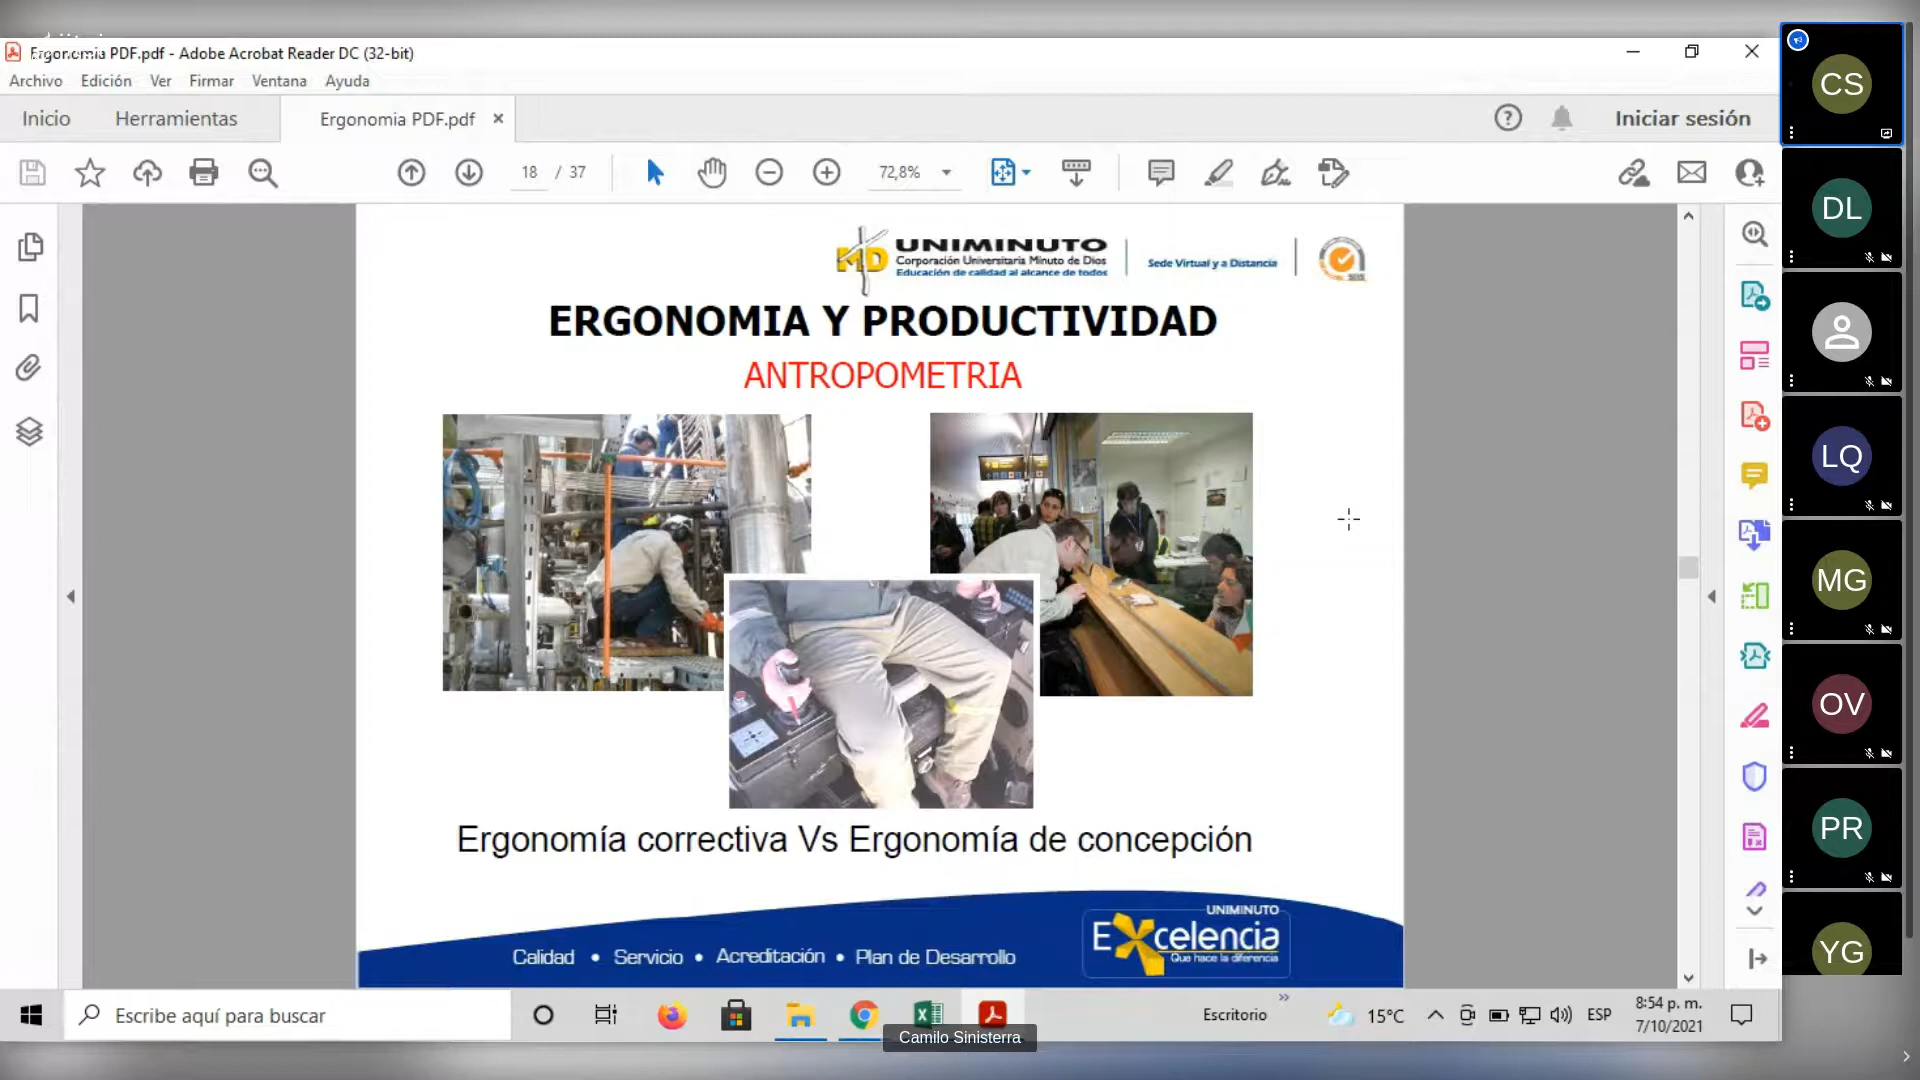 Ergonomia PDF.pdf - Adobe Acrobat Reader DC (32-bit)
Archivo Edición Ver Firmar Ventana Ayuda
Inicio Herramientas Ergonomia PDF.pdf Iniciar sesión
18 / 37 72,8%
UNIMINUTO
Corporación Universitaria Minuto de Dios
Educación de calidad al alcance de todos
Sede Virtual y a Distancia
ERGONOMIA Y PRODUCTIVIDAD
ANTROPOMETRIA
Ergonomía correctiva Vs Ergonomía de concepción
Calidad • Servicio • Acreditación • Plan de Desarrollo
UNIMINUTO
Excelencia
Que hace la diferencia
CS
DL
LQ
MG
OV
PR
YG
Escribe aquí para buscar
Escritorio
15°C
ESP
8:54 p. m.
7/10/2021
Camilo Sinisterra